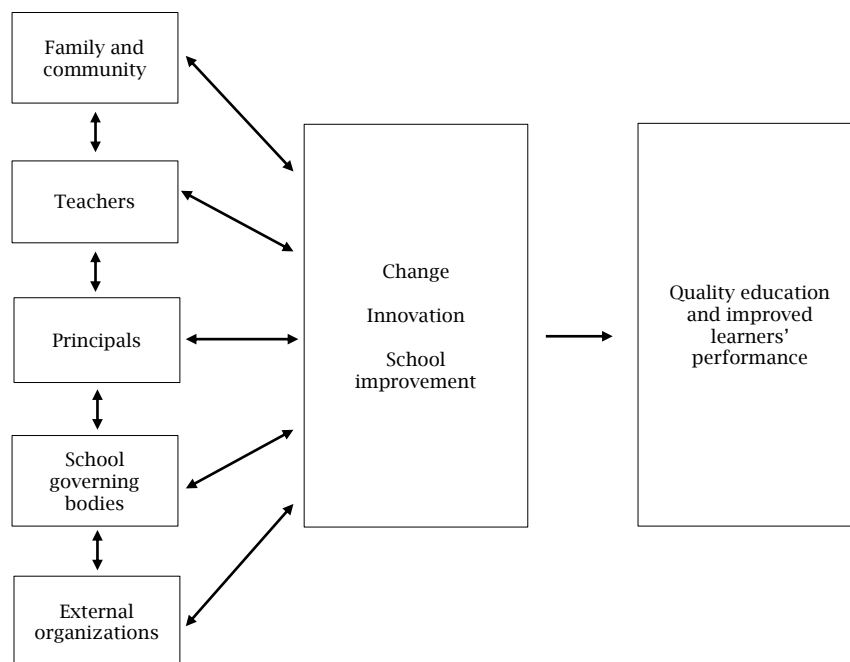 Family and
community
Teachers
Principals
School
governing
bodies
External
organizations
Change
Innovation
School
improvement
Quality education
and improved
learners’
performance